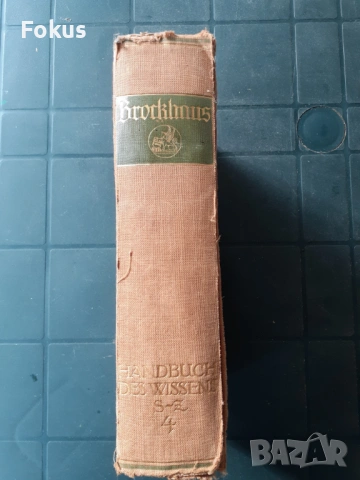 Fokus
Brockhaus
HANDBUCH
DES WISSENS
S-Z
4
BAZAR